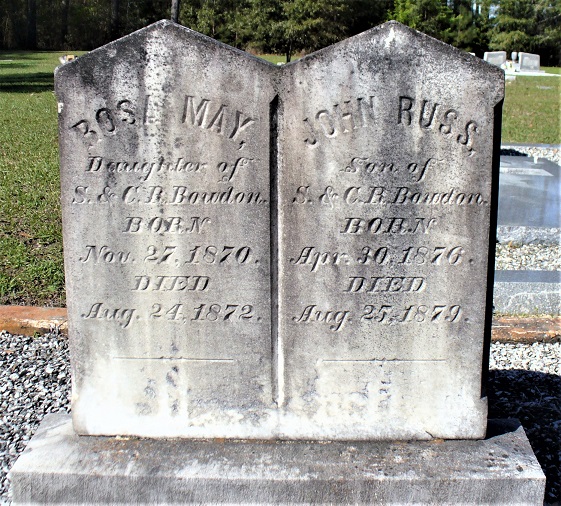 ROSA MAY,
Daughter of
S. & C. R. Bowdon.
BORN
Nov. 27, 1870.
DIED
Aug. 24, 1872.
JOHN RUSS,
Son of
S. & C. R. Bowdon.
BORN
Apr. 30, 1876.
DIED
Aug. 25, 1879.